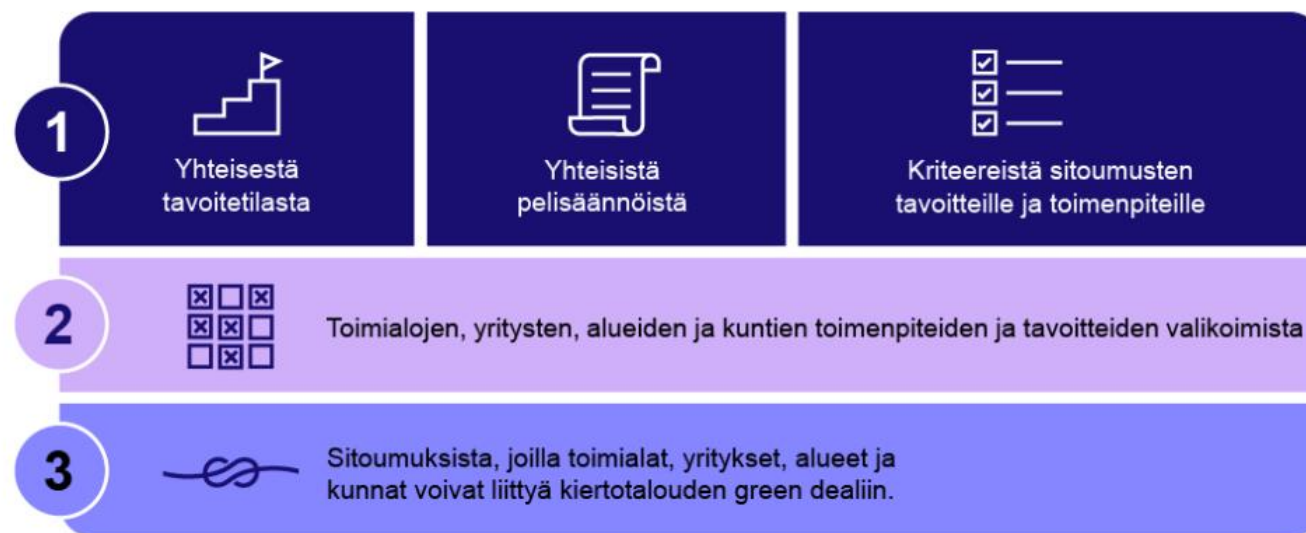 1
Yhteisestä
tavoitetilasta
Yhteisistä
pelisäännöistä
Kriteereistä sitoumusten
tavoitteille ja toimenpiteille
2
Toimialojen, yritysten, alueiden ja kuntien toimenpiteiden ja tavoitteiden valikoimista
3
Sitoumuksista, joilla toimialat, yritykset, alueet ja
kunnat voivat liittyä kiertotalouden green dealiin.